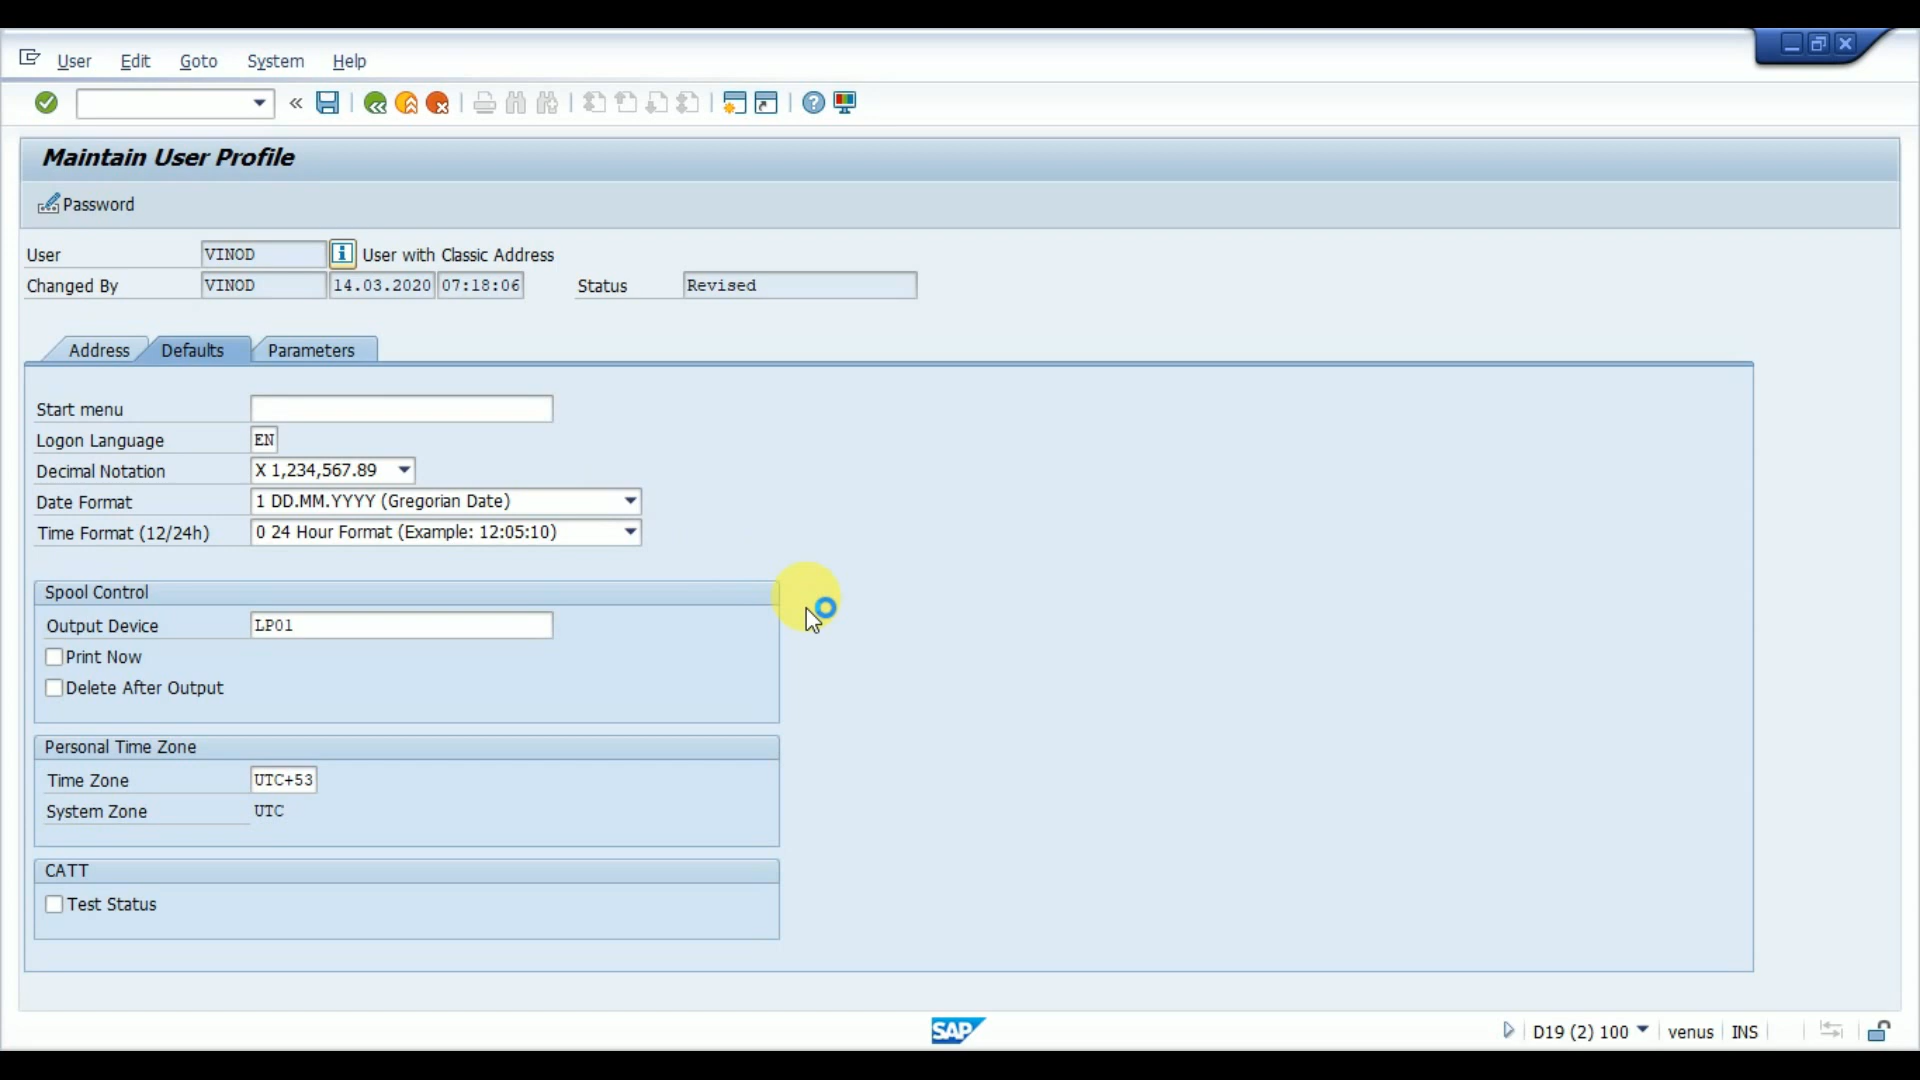 User Edit Goto System Help
Maintain User Profile
Password
User VINOD User with Classic Address
Changed By VINOD 14.03.2020 07:18:06 Status Revised
Address Defaults Parameters
Start menu
Logon Language EN
Decimal Notation X 1,234,567.89
Date Format 1 DD.MM.YYYY (Gregorian Date)
Time Format (12/24h) 0 24 Hour Format (Example: 12:05:10)
Spool Control
Output Device LP01
Print Now
Delete After Output
Personal Time Zone
Time Zone UTC+53
System Zone UTC
CATT
Test Status
SAP D19 (2) 100 venus INS